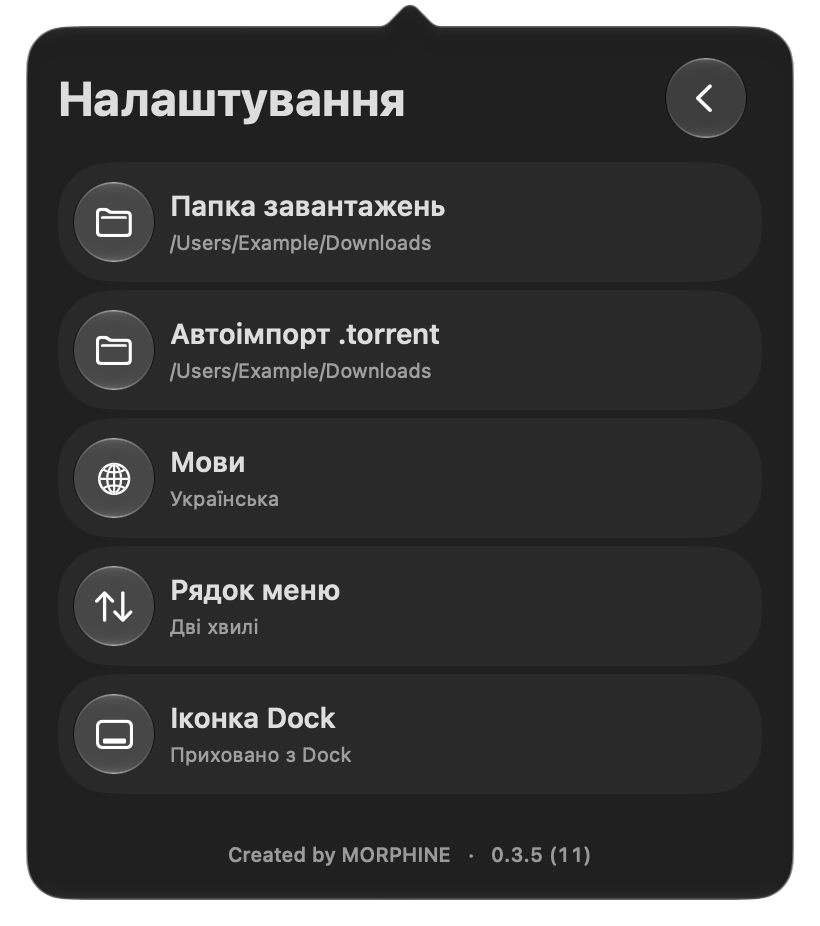 Налаштування
Папка завантажень
/Users/Example/Downloads
Автоімпорт .torrent
/Users/Example/Downloads
Мови
Українська
Рядок меню
Дві хвилі
Іконка Dock
Приховано з Dock
Created by MORPHINE · 0.3.5 (11)